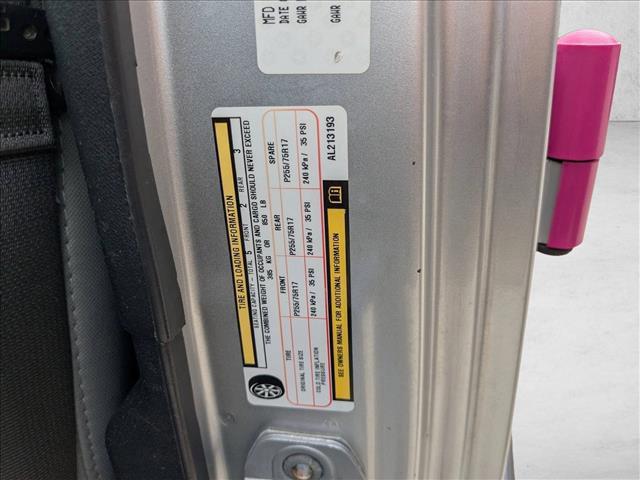 MFD
DATE
GAWR
GAWR
TIRE AND LOADING INFORMATION
SEATING CAPACITY - TOTAL 5 FRONT 2 REAR 3
THE COMBINED WEIGHT OF OCCUPANTS AND CARGO SHOULD NEVER EXCEED
385 KG OR 850 LB
TIRE FRONT REAR SPARE
ORIGINAL TIRE SIZE P255/75R17 P255/75R17 P255/75R17
COLD TIRE INFLATION PRESSURE 240 kPa / 35 PSI 240 kPa / 35 PSI 240 kPa / 35 PSI
SEE OWNERS MANUAL FOR ADDITIONAL INFORMATION
AL213193